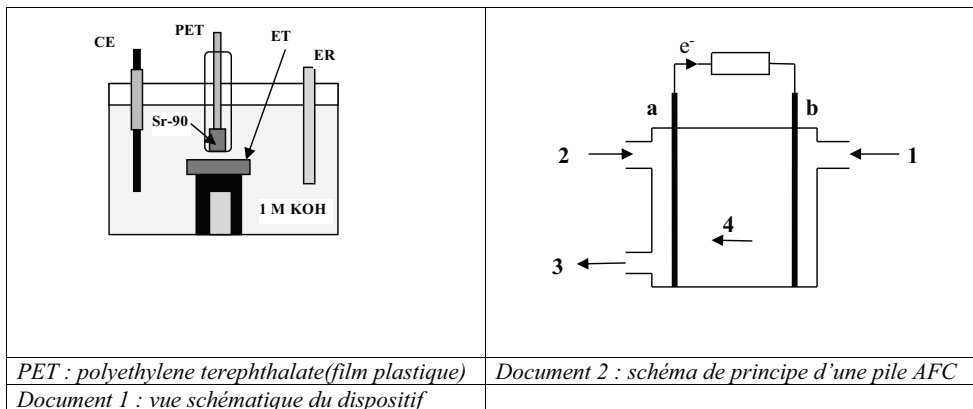 PET
CE
ET
ER
Sr-90
1 M KOH
e-
a
b
2
1
4
3
PET : polyethylene terephthalate(film plastique)
Document 1 : vue schématique du dispositif
Document 2 : schéma de principe d'une pile AFC